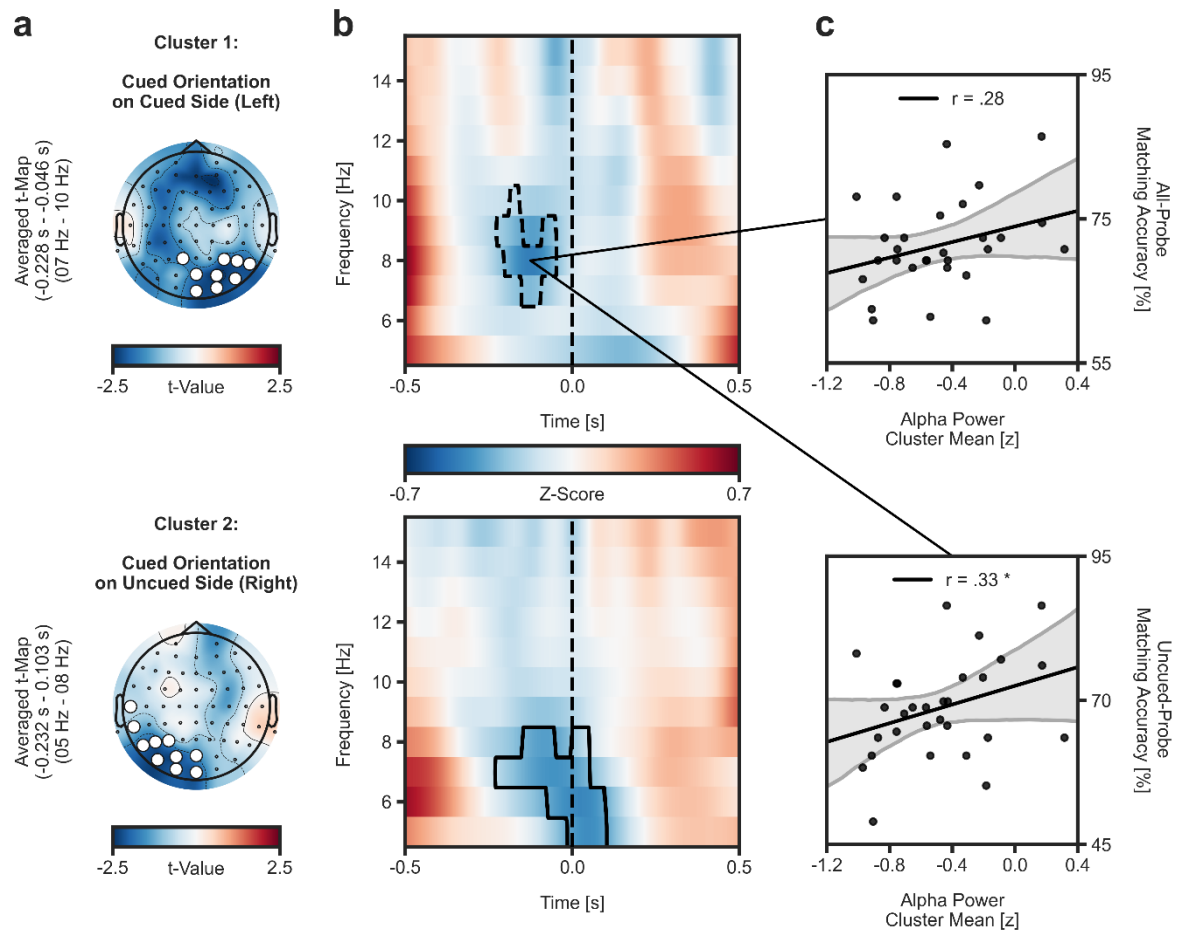 a
Cluster 1:
Cued Orientation
on Cued Side (Left)
Averaged t-Map
(-0.228 s - -0.046 s)
(07 Hz - 10 Hz)
-2.5
t-Value
2.5
b
Frequency [Hz]
14
12
10
8
6
-0.5
0.0
0.5
Time [s]
-0.7
Z-Score
0.7
c
r = .28
95
75
55
All-Probe
Matching Accuracy [%]
-1.2
-0.8
-0.4
0.0
0.4
Alpha Power
Cluster Mean [z]
Cluster 2:
Cued Orientation
on Uncued Side (Right)
Averaged t-Map
(-0.232 s - 0.103 s)
(05 Hz - 08 Hz)
-2.5
t-Value
2.5
Frequency [Hz]
14
12
10
8
6
-0.5
0.0
0.5
Time [s]
r = .33 *
95
70
45
Uncued-Probe
Matching Accuracy [%]
-1.2
-0.8
-0.4
0.0
0.4
Alpha Power
Cluster Mean [z]